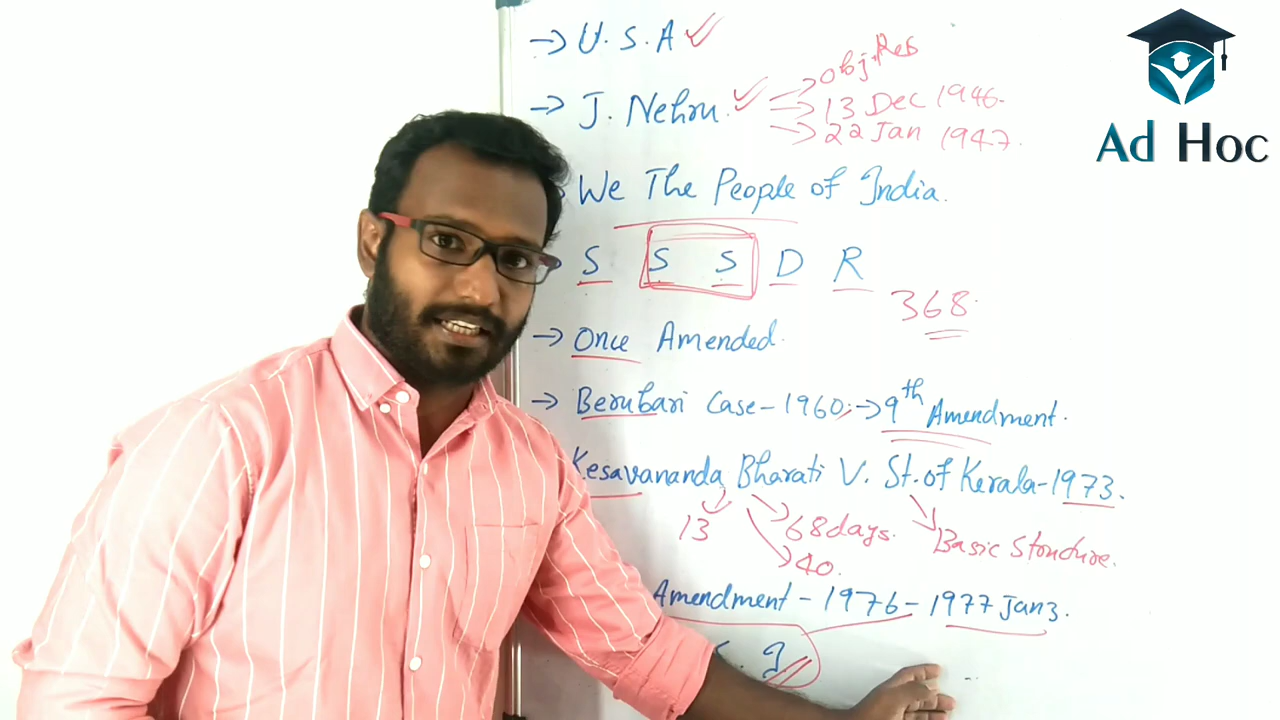 → U. S. A ✓
→ J. Nehru. ✓ → Obj. Res
→ 13 Dec 1946.
→ 22 Jan 1947.
Ad Hoc
We The People of India.
S S S D R
368
→ Once Amended.
→ Berubari Case - 1960; → 9th Amendment.
Kesavananda Bharati V. St. of Kerala - 1973.
13 → 68 days. → Basic Structure.
→ 40.
Amendment - 1976 - 1977 Jan 3.